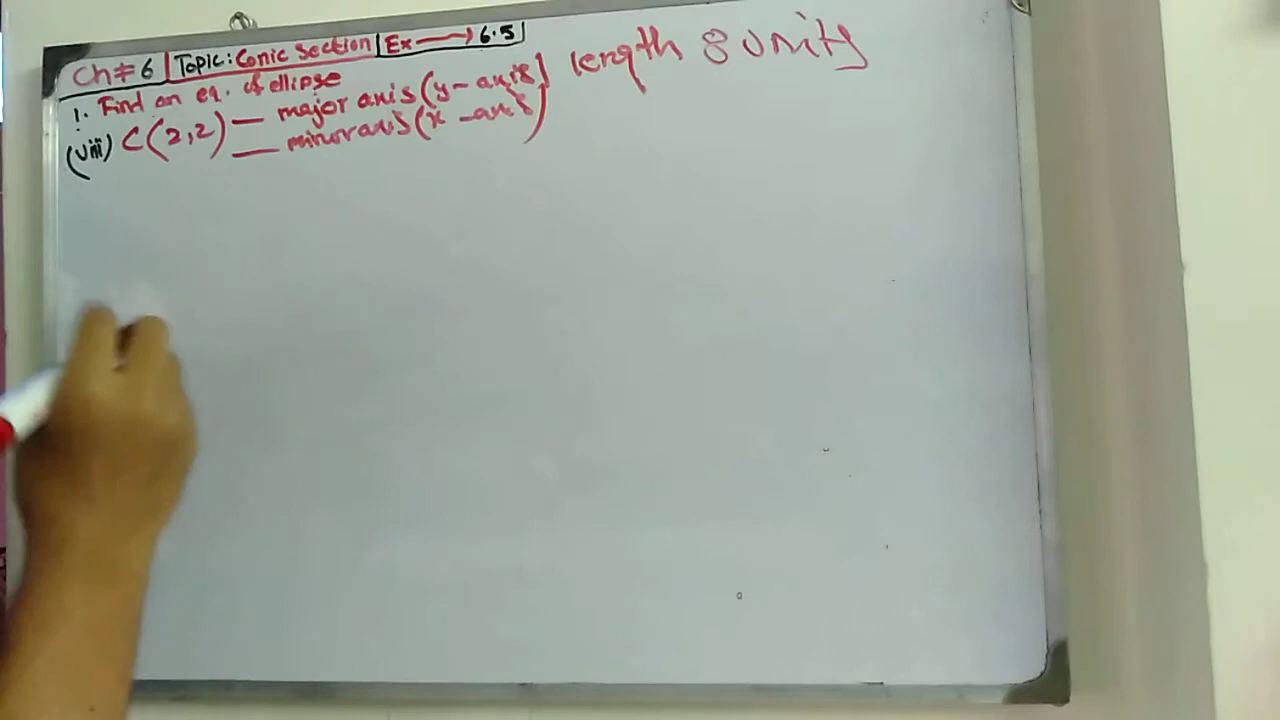 Ch # 6 Topic: Conic Section Ex → 6.5
1. Find an eq. of ellipse
(viii) C(2,2) — major axis (y-axis) length 8 units
— minor axis (x-axis)